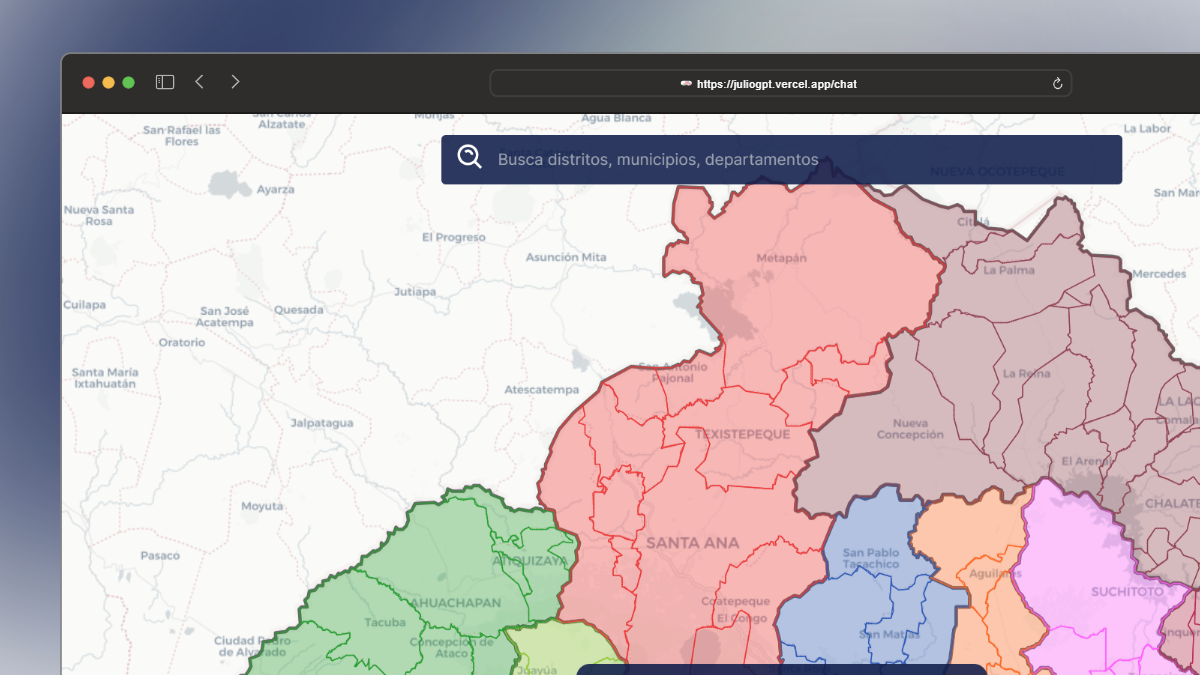 https://juliogpt.vercel.app/chat
San Rafael las
Flores
San Carlos
Alzatate
Monjas
Agua Blanca
La Labor
Busca distritos, municipios, departamentos
NUEVA OCOTEPEQUE
Ayarza
San Mar
Nueva Santa
Rosa
Citalá
El Progreso
Asunción Mita
Metapán
La Palma
Mercedes
Jutiapa
Cuilapa
San José
Acatempa
Quesada
Oratorio
Santa María
Ixtahuatán
San Antonio
Pajonal
La Reina
Atescatempa
LA LAG
Comala
Jalpatagua
TEXISTEPEQUE
Nueva
Concepción
El Arenal
Moyuta
CHALATE
SANTA ANA
Pasaco
ATIQUIZAYA
San Pablo
Tacachico
Aguilares
AHUACHAPAN
Coatepeque
SUCHITOTO
Tacuba
El Congo
Ciudad Pedro
de Alvarado
Concepción de
Ataco
San Matías
Juayúa